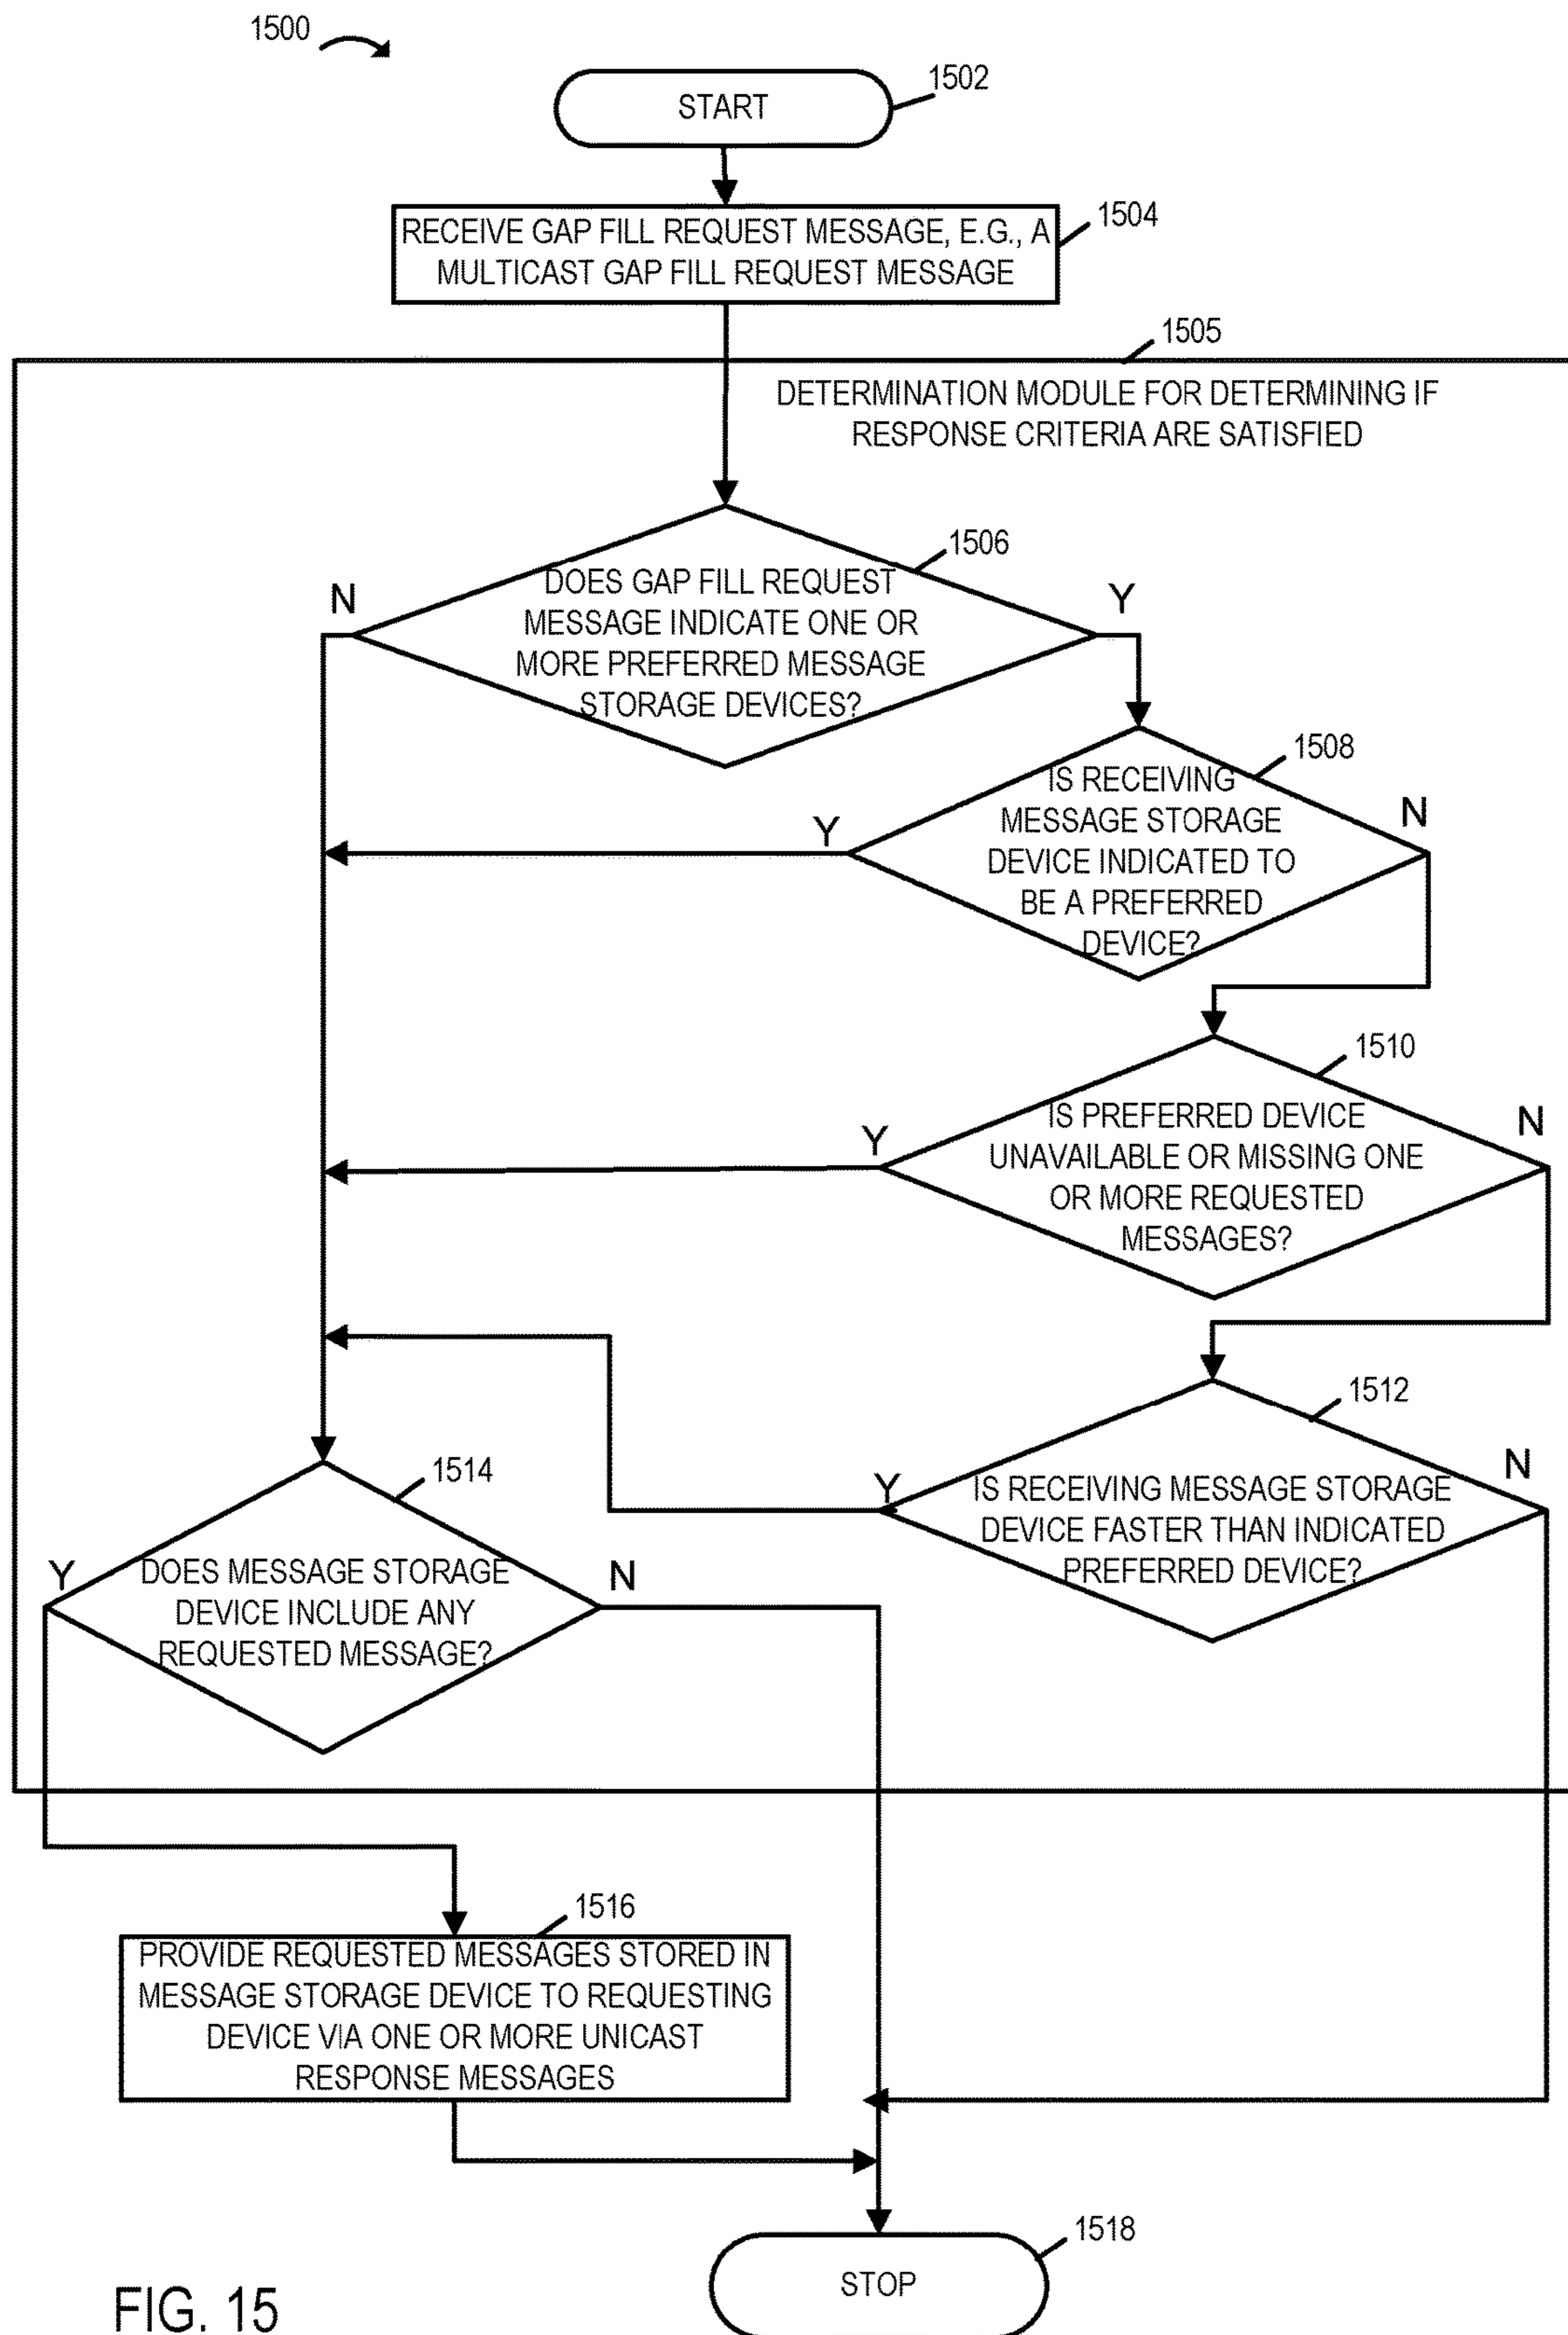 1500
1502
START
1504
RECEIVE GAP FILL REQUEST MESSAGE, E.G., A
MULTICAST GAP FILL REQUEST MESSAGE
1505
DETERMINATION MODULE FOR DETERMINING IF
RESPONSE CRITERIA ARE SATISFIED
1506
N
Y
DOES GAP FILL REQUEST
MESSAGE INDICATE ONE OR
MORE PREFERRED MESSAGE
STORAGE DEVICES?
1508
Y
N
IS RECEIVING
MESSAGE STORAGE
DEVICE INDICATED TO
BE A PREFERRED
DEVICE?
1510
Y
N
IS PREFERRED DEVICE
UNAVAILABLE OR MISSING ONE
OR MORE REQUESTED
MESSAGES?
1512
Y
N
IS RECEIVING MESSAGE STORAGE
DEVICE FASTER THAN INDICATED
PREFERRED DEVICE?
1514
Y
N
DOES MESSAGE STORAGE
DEVICE INCLUDE ANY
REQUESTED MESSAGE?
1516
PROVIDE REQUESTED MESSAGES STORED IN
MESSAGE STORAGE DEVICE TO REQUESTING
DEVICE VIA ONE OR MORE UNICAST
RESPONSE MESSAGES
1518
STOP
FIG. 15